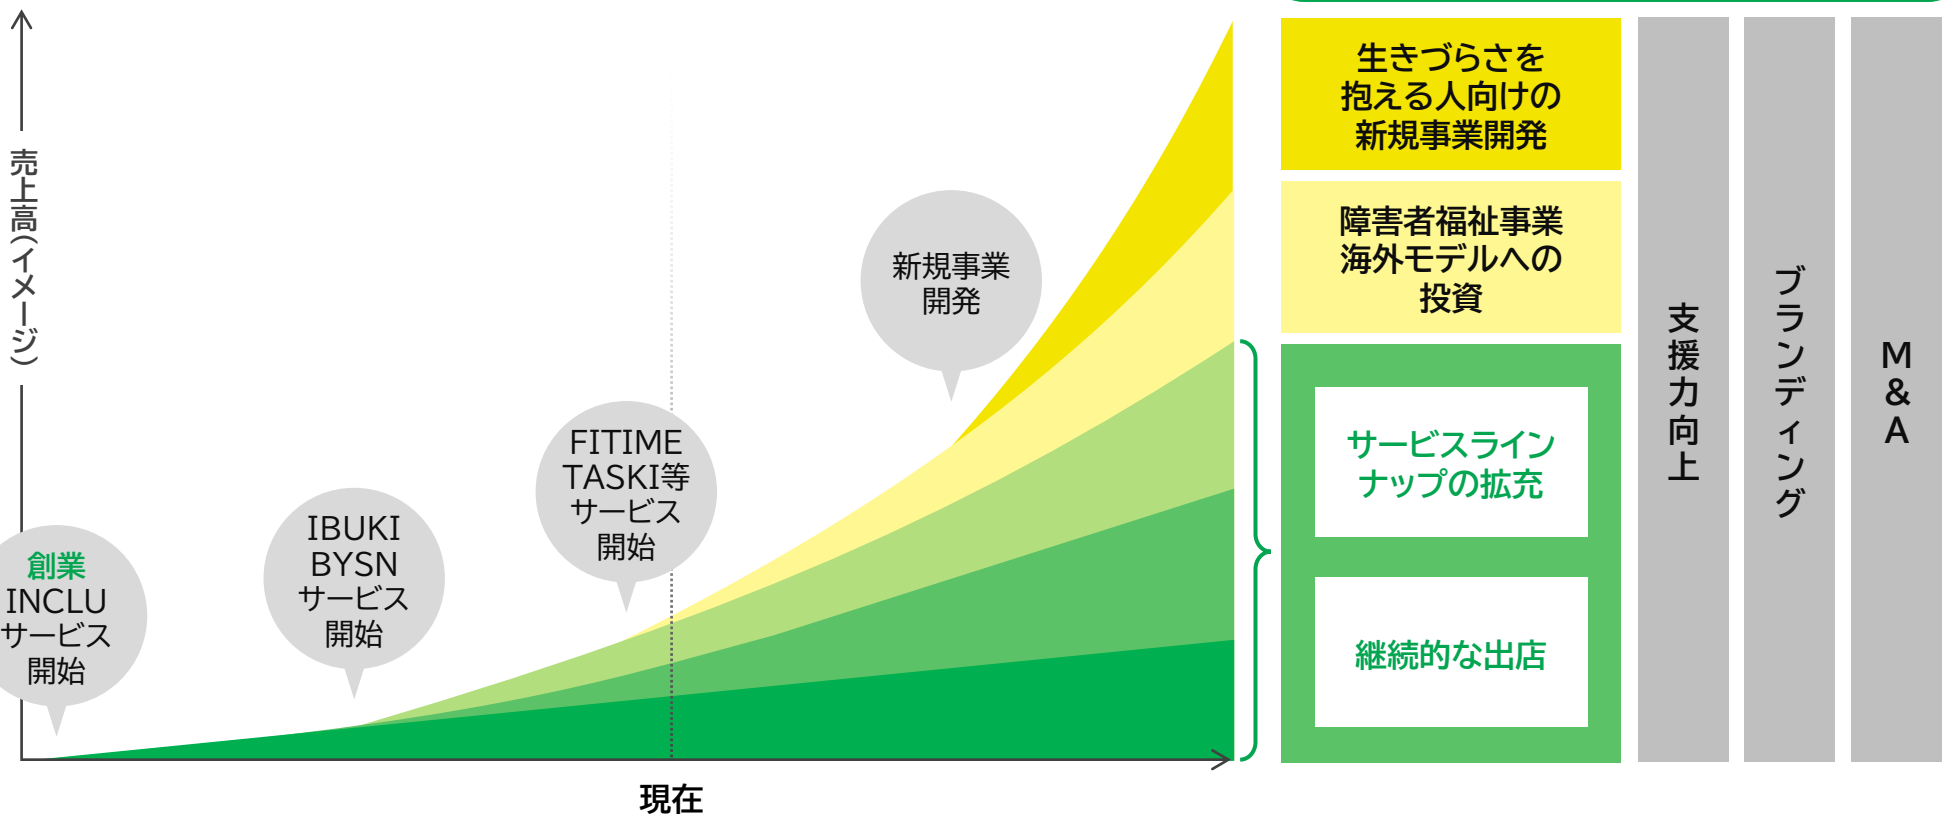 売上高(イメージ)
創業
INCLU
サービス
開始
IBUKI
BYSN
サービス
開始
FITIME
TASKI等
サービス
開始
新規事業
開発
現在
生きづらさを
抱える人向けの
新規事業開発
障害者福祉事業
海外モデルへの
投資
サービスライン
ナップの拡充
継続的な出店
支援力向上
ブランディング
M&A